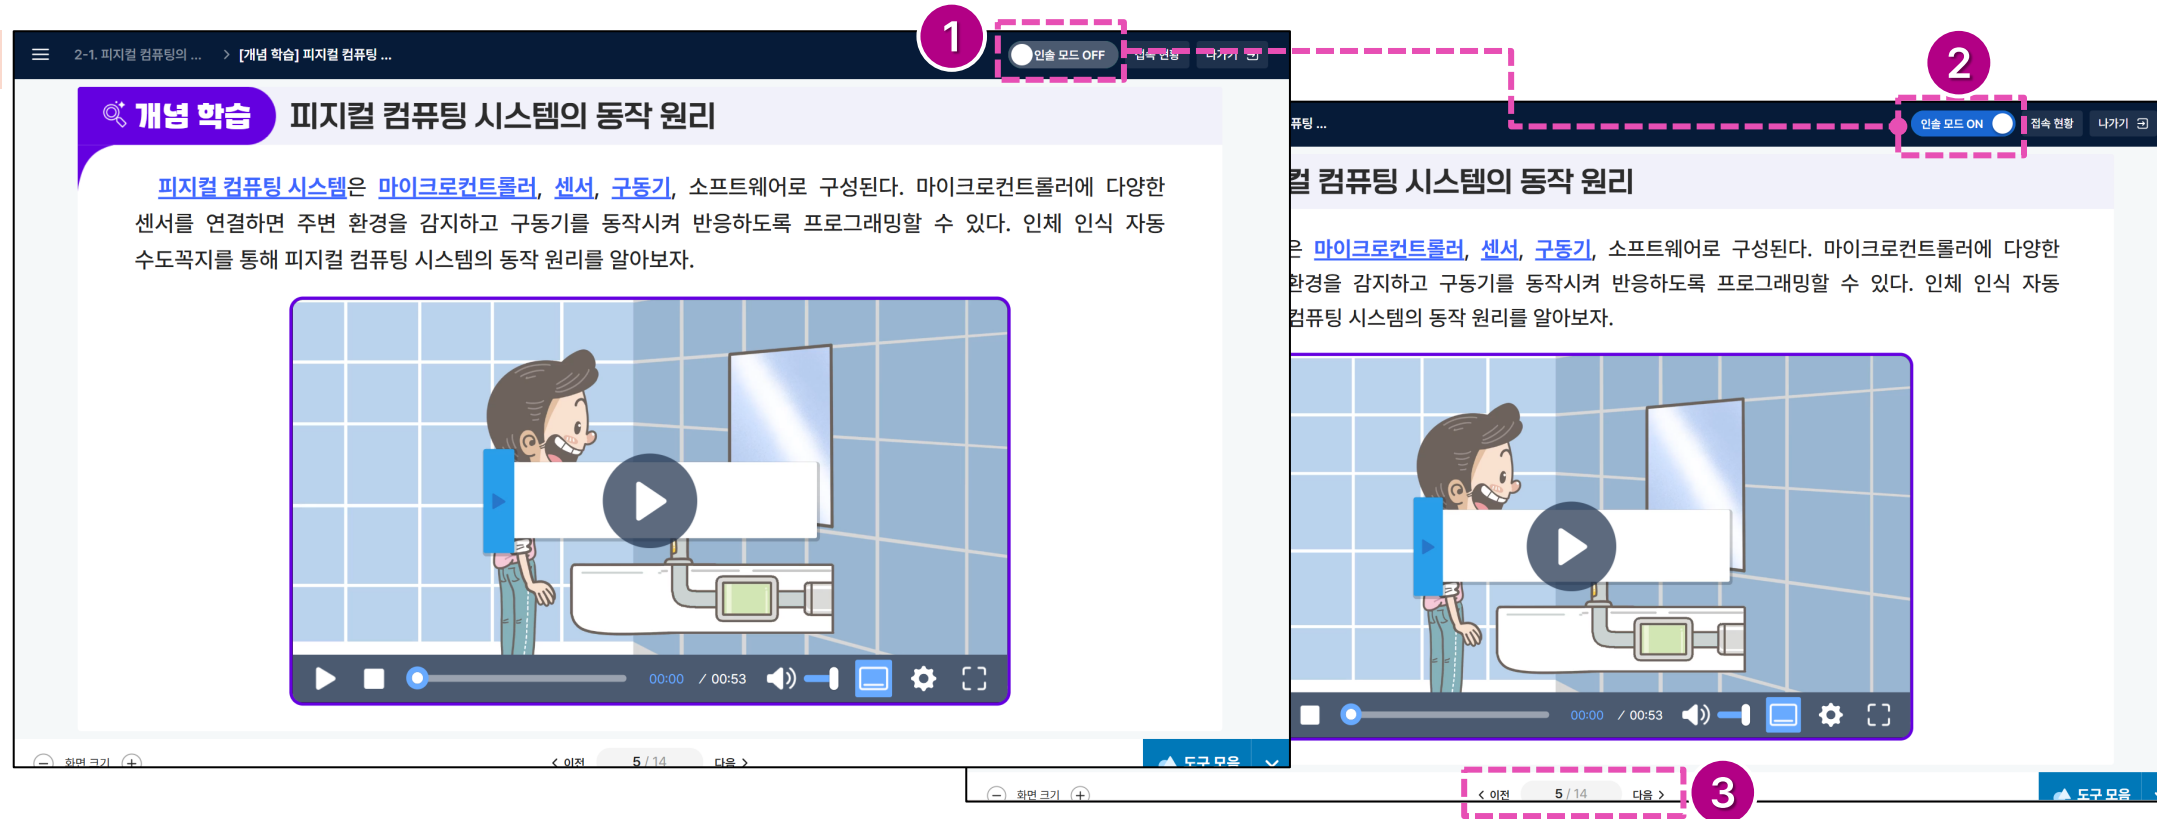 1
2-1. 피지컬 컴퓨팅의 ... > [개념 학습] 피지컬 컴퓨팅 ...
인솔 모드 OFF
접속 현황
나가기
개념 학습
피지컬 컴퓨팅 시스템의 동작 원리
피지컬 컴퓨팅 시스템은 마이크로컨트롤러, 센서, 구동기, 소프트웨어로 구성된다. 마이크로컨트롤러에 다양한
센서를 연결하면 주변 환경을 감지하고 구동기를 동작시켜 반응하도록 프로그래밍할 수 있다. 인체 인식 자동
수도꼭지를 통해 피지컬 컴퓨팅 시스템의 동작 원리를 알아보자.
00:00 / 00:53
화면 크기
< 이전 5 / 14 다음 >
도구 모음
2
퓨팅 ...
인솔 모드 ON
접속 현황
나가기
컬 컴퓨팅 시스템의 동작 원리
은 마이크로컨트롤러, 센서, 구동기, 소프트웨어로 구성된다. 마이크로컨트롤러에 다양한
환경을 감지하고 구동기를 동작시켜 반응하도록 프로그래밍할 수 있다. 인체 인식 자동
컴퓨팅 시스템의 동작 원리를 알아보자.
00:00 / 00:53
화면 크기
< 이전 5 / 14 다음 >
3
도구 모음